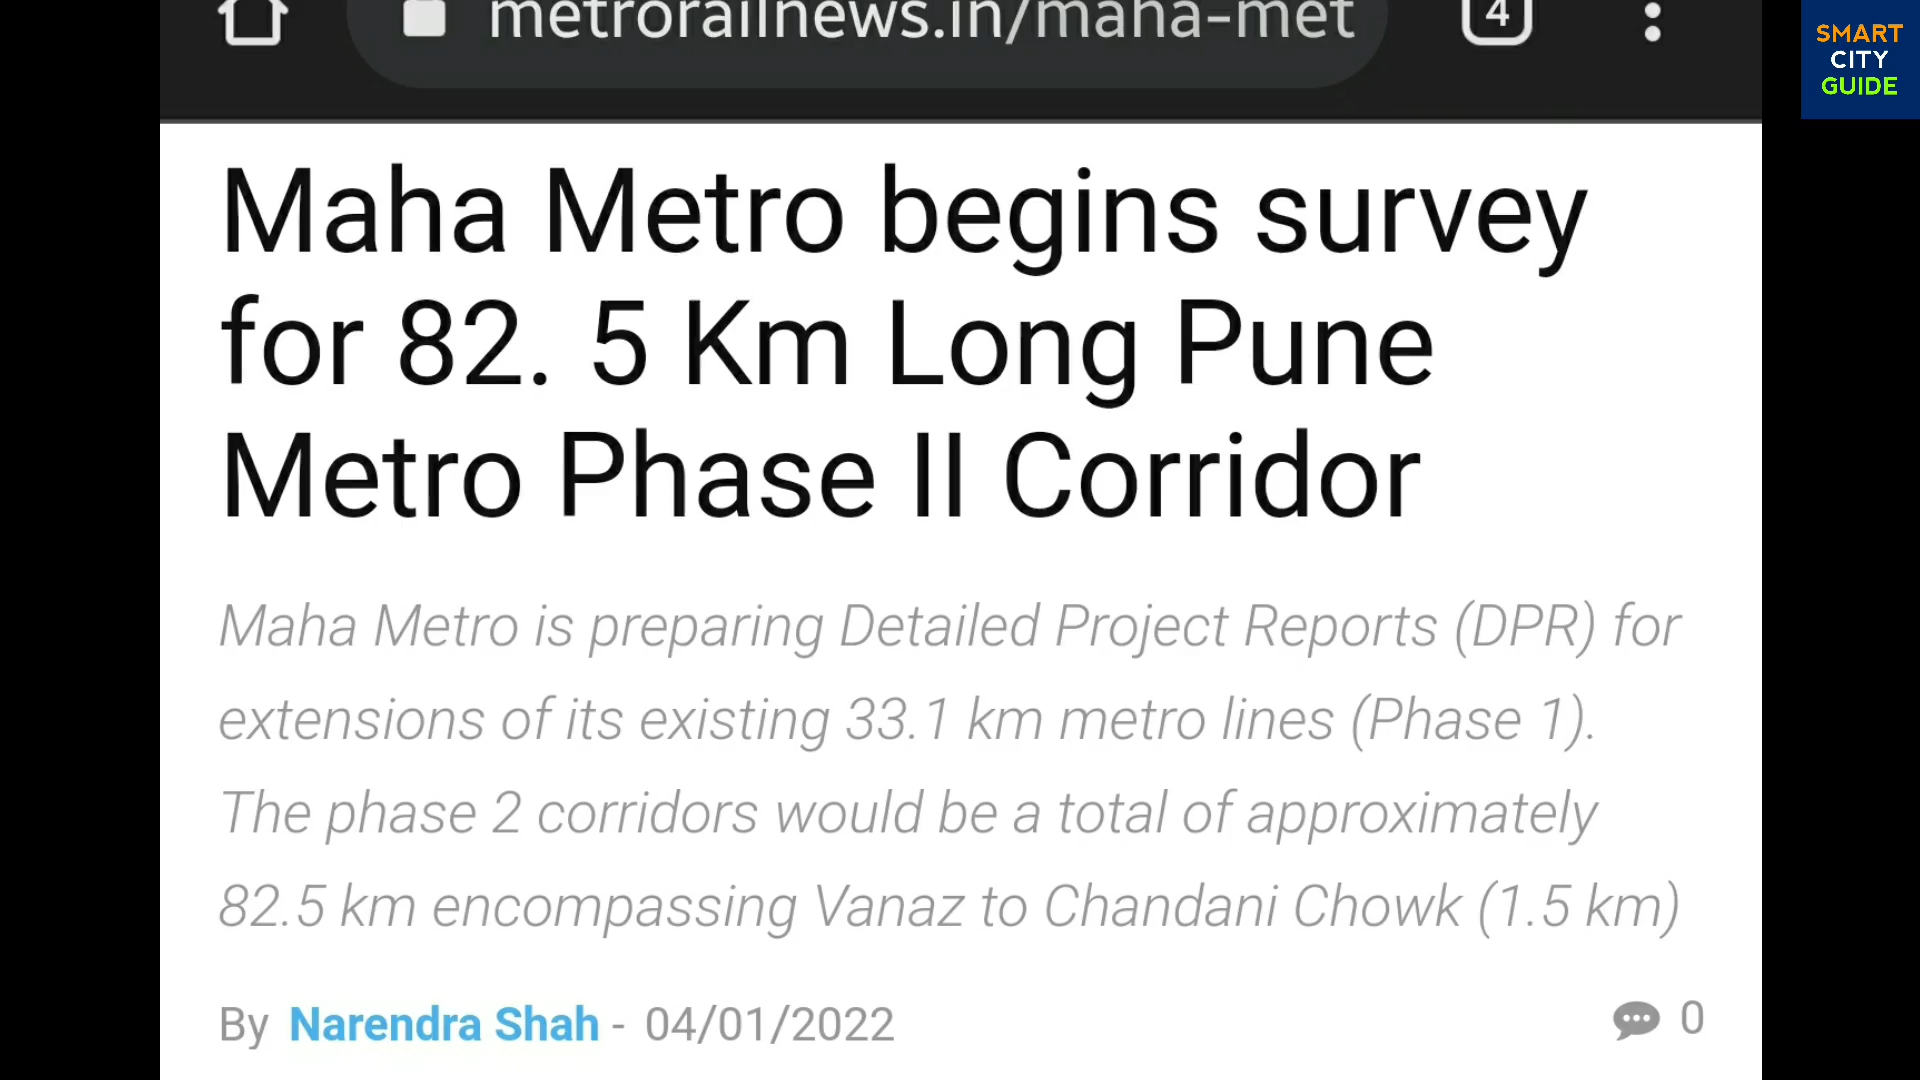 metrorailnews.in/maha-met
4
SMART
CITY
GUIDE
Maha Metro begins survey
for 82. 5 Km Long Pune
Metro Phase II Corridor
Maha Metro is preparing Detailed Project Reports (DPR) for
extensions of its existing 33.1 km metro lines (Phase 1).
The phase 2 corridors would be a total of approximately
82.5 km encompassing Vanaz to Chandani Chowk (1.5 km)
By Narendra Shah - 04/01/2022
0